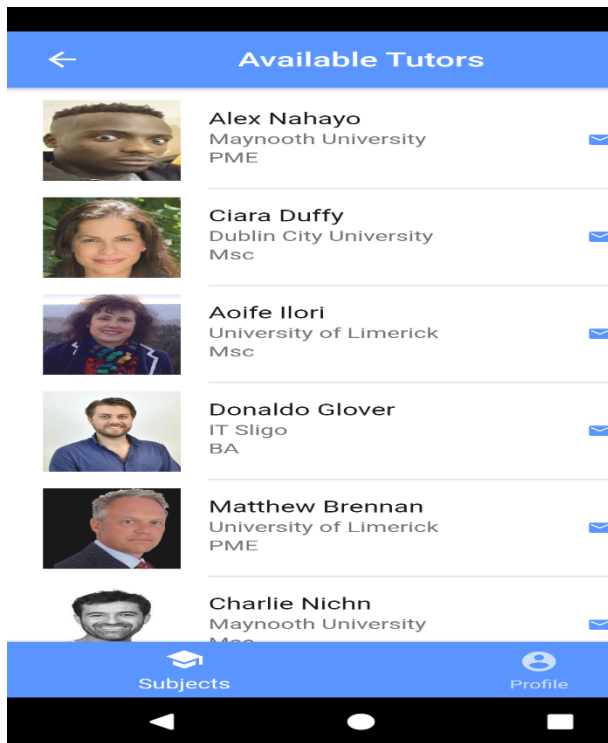 Available Tutors
Alex Nahayo
Maynooth University
PME
Ciara Duffy
Dublin City University
Msc
Aoife Ilori
University of Limerick
Msc
Donaldo Glover
IT Sligo
BA
Matthew Brennan
University of Limerick
PME
Charlie Nichn
Maynooth University
Subjects
Profile